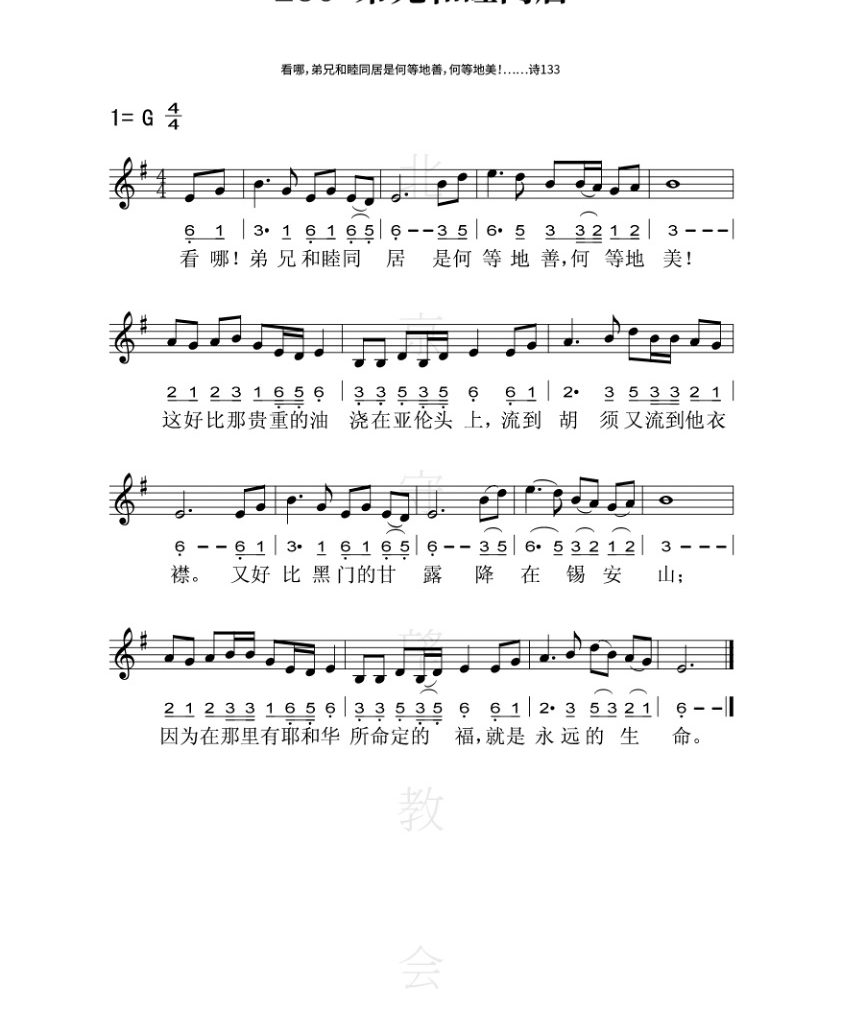 弟兄和睦同居
看哪，弟兄和睦同居是何等地善，何等地美！……诗133
1= G 4/4
6 1 | 3· 1 6 1 6 5 | 6 – – 3 5 | 6· 5 3 3 2 1 2 | 3 – – – |
看哪！弟兄和睦同居 是何等地善，何等地美！
2 1 2 3 1 6 5 6 | 3 3 5 3 5 6 6 1 | 2· 3 5 3 3 2 1 |
这好比那贵重的油 浇在亚伦头上，流到胡须又流到他衣
6 – – 6 1 | 3· 1 6 1 6 5 | 6 – – 3 5 | 6· 5 3 2 1 2 | 3 – – – |
襟。 又好比黑门的甘露 降在锡安山；
2 1 2 3 3 1 6 5 6 | 3 3 5 3 5 6 6 1 | 2· 3 5 3 2 1 | 6 – –
因为在那里有耶和华 所命定的福，就是永远的生命。
北
京
守
望
教
会